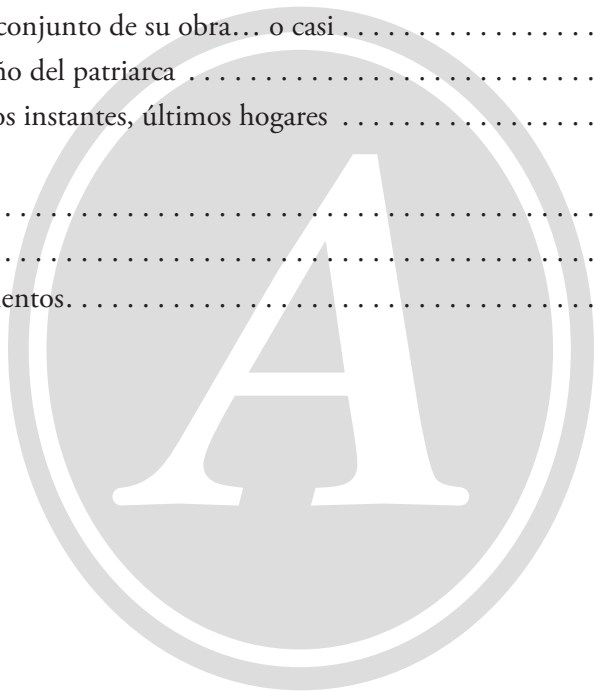 conjunto de su obra... o casi . . . . . . . . . . . . . . . . .
ño del patriarca . . . . . . . . . . . . . . . . . . . . . . . . . . .
os instantes, últimos hogares . . . . . . . . . . . . . . . . .
. . . . . . . . . . . . . . . . . . . . . . . . . . . . . . . . . . . . . . . .
. . . . . . . . . . . . . . . . . . . . . . . . . . . . . . . . . . . . . . . .
entos. . . . . . . . . . . . . . . . . . . . . . . . . . . . . . . . . . . .
A